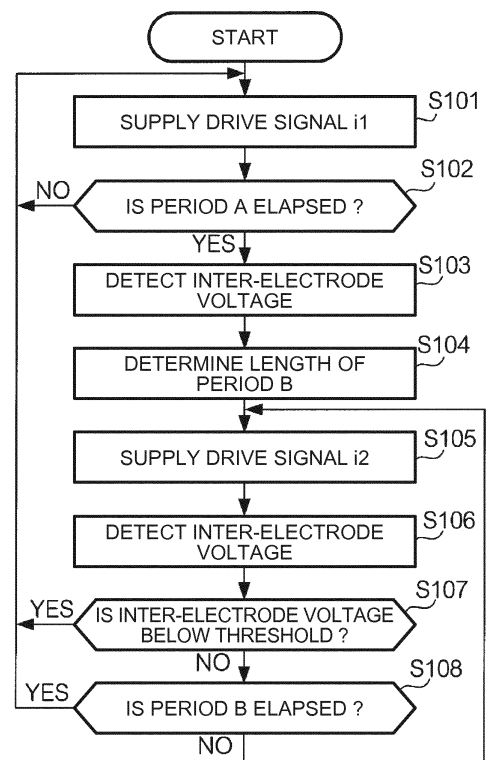 START
SUPPLY DRIVE SIGNAL i1
S101
IS PERIOD A ELAPSED ?
S102
NO
YES
DETECT INTER-ELECTRODE
VOLTAGE
S103
DETERMINE LENGTH OF
PERIOD B
S104
SUPPLY DRIVE SIGNAL i2
S105
DETECT INTER-ELECTRODE
VOLTAGE
S106
IS INTER-ELECTRODE VOLTAGE
BELOW THRESHOLD ?
S107
YES
NO
IS PERIOD B ELAPSED ?
S108
YES
NO